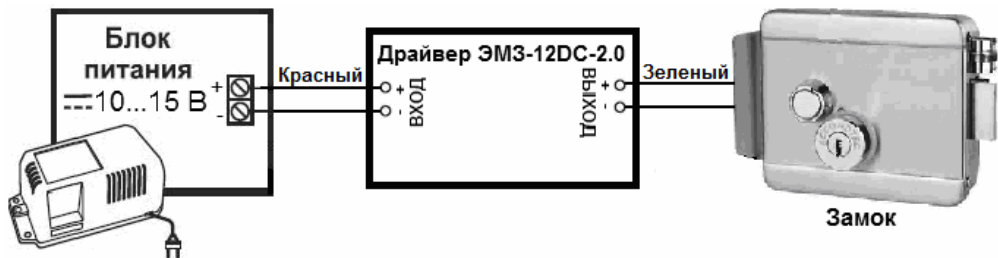 Блок
питания
10...15 В
+
-
Красный
Драйвер ЭМЗ-12DC-2.0
+
-
ВХОД
ВЫХОД
+
-
Зеленый
Замок